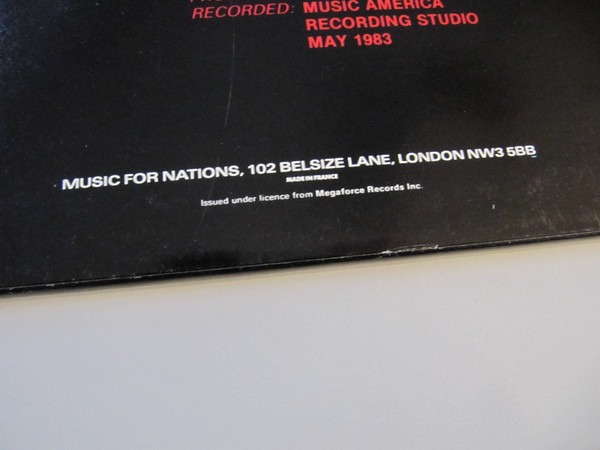 RECORDED: MUSIC AMERICA
RECORDING STUDIO
MAY 1983
MUSIC FOR NATIONS, 102 BELSIZE LANE, LONDON NW3 5BB
MADE IN FRANCE
Issued under licence from Megaforce Records Inc.